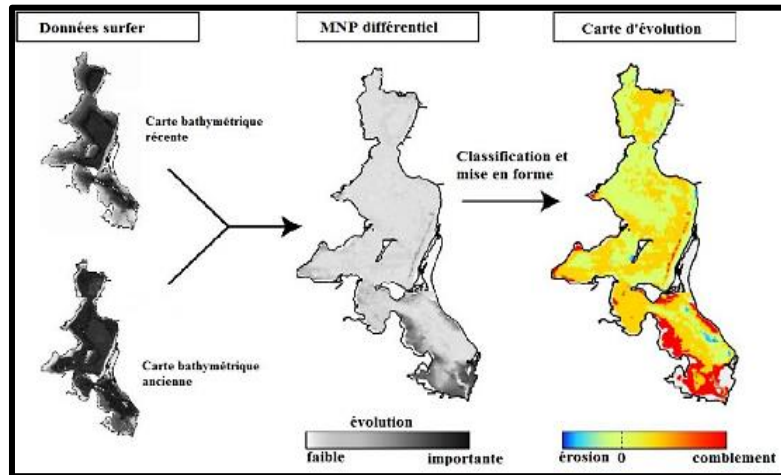 Données surfer
MNP différentiel
Carte d'évolution
Carte bathymétrique
récente
Classification et
mise en forme
Carte bathymétrique
ancienne
évolution
faible
importante
érosion 0 comblement